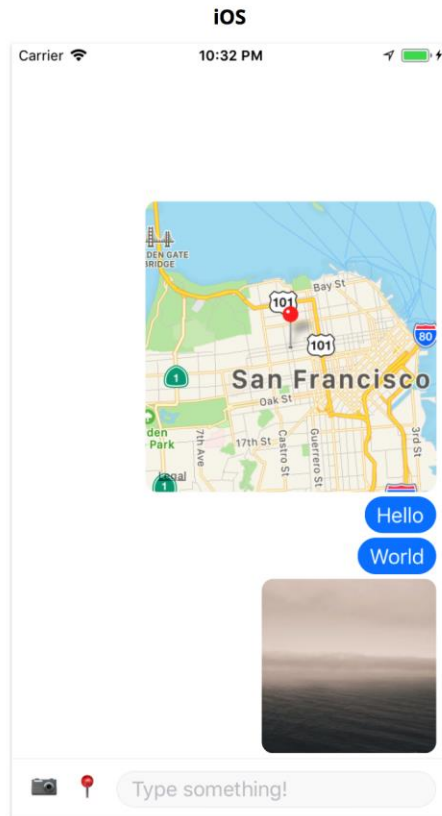 iOS
Carrier
10:32 PM
DEN GATE
BRIDGE
Bay St
101
80
101
1
San Francisco
Oak St
den
Park
7th Ave
17th St
Castro St
Guerrero St
3rd St
Legal
1
Hello
World
Type something!